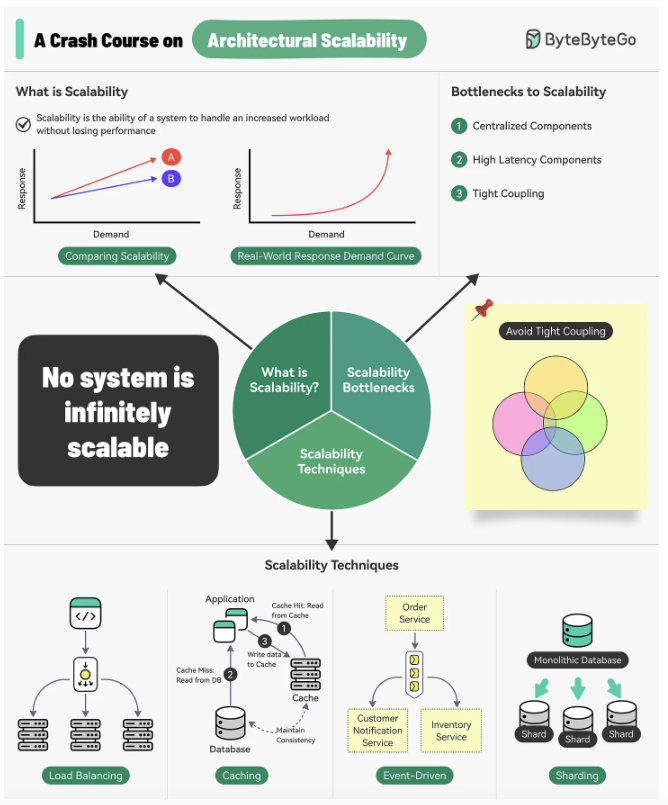 A Crash Course on Architectural Scalability
ByteByteGo
What is Scalability
Scalability is the ability of a system to handle an increased workload
without losing performance
Response
A
B
Demand
Comparing Scalability
Response
Demand
Real-World Response Demand Curve
Bottlenecks to Scalability
1 Centralized Components
2 High Latency Components
3 Tight Coupling
No system is
infinitely
scalable
What is
Scalability?
Scalability
Bottlenecks
Scalability
Techniques
Avoid Tight Coupling
Scalability Techniques
</>
Load Balancing
Application
Cache Hit: Read
from Cache
1
3
Write data
to Cache
Cache Miss:
Read from DB
2
Cache
Maintain
Consistency
Database
Caching
Order
Service
Customer
Notification
Service
Inventory
Service
Event-Driven
Monolithic Database
Shard
Shard
Shard
Sharding